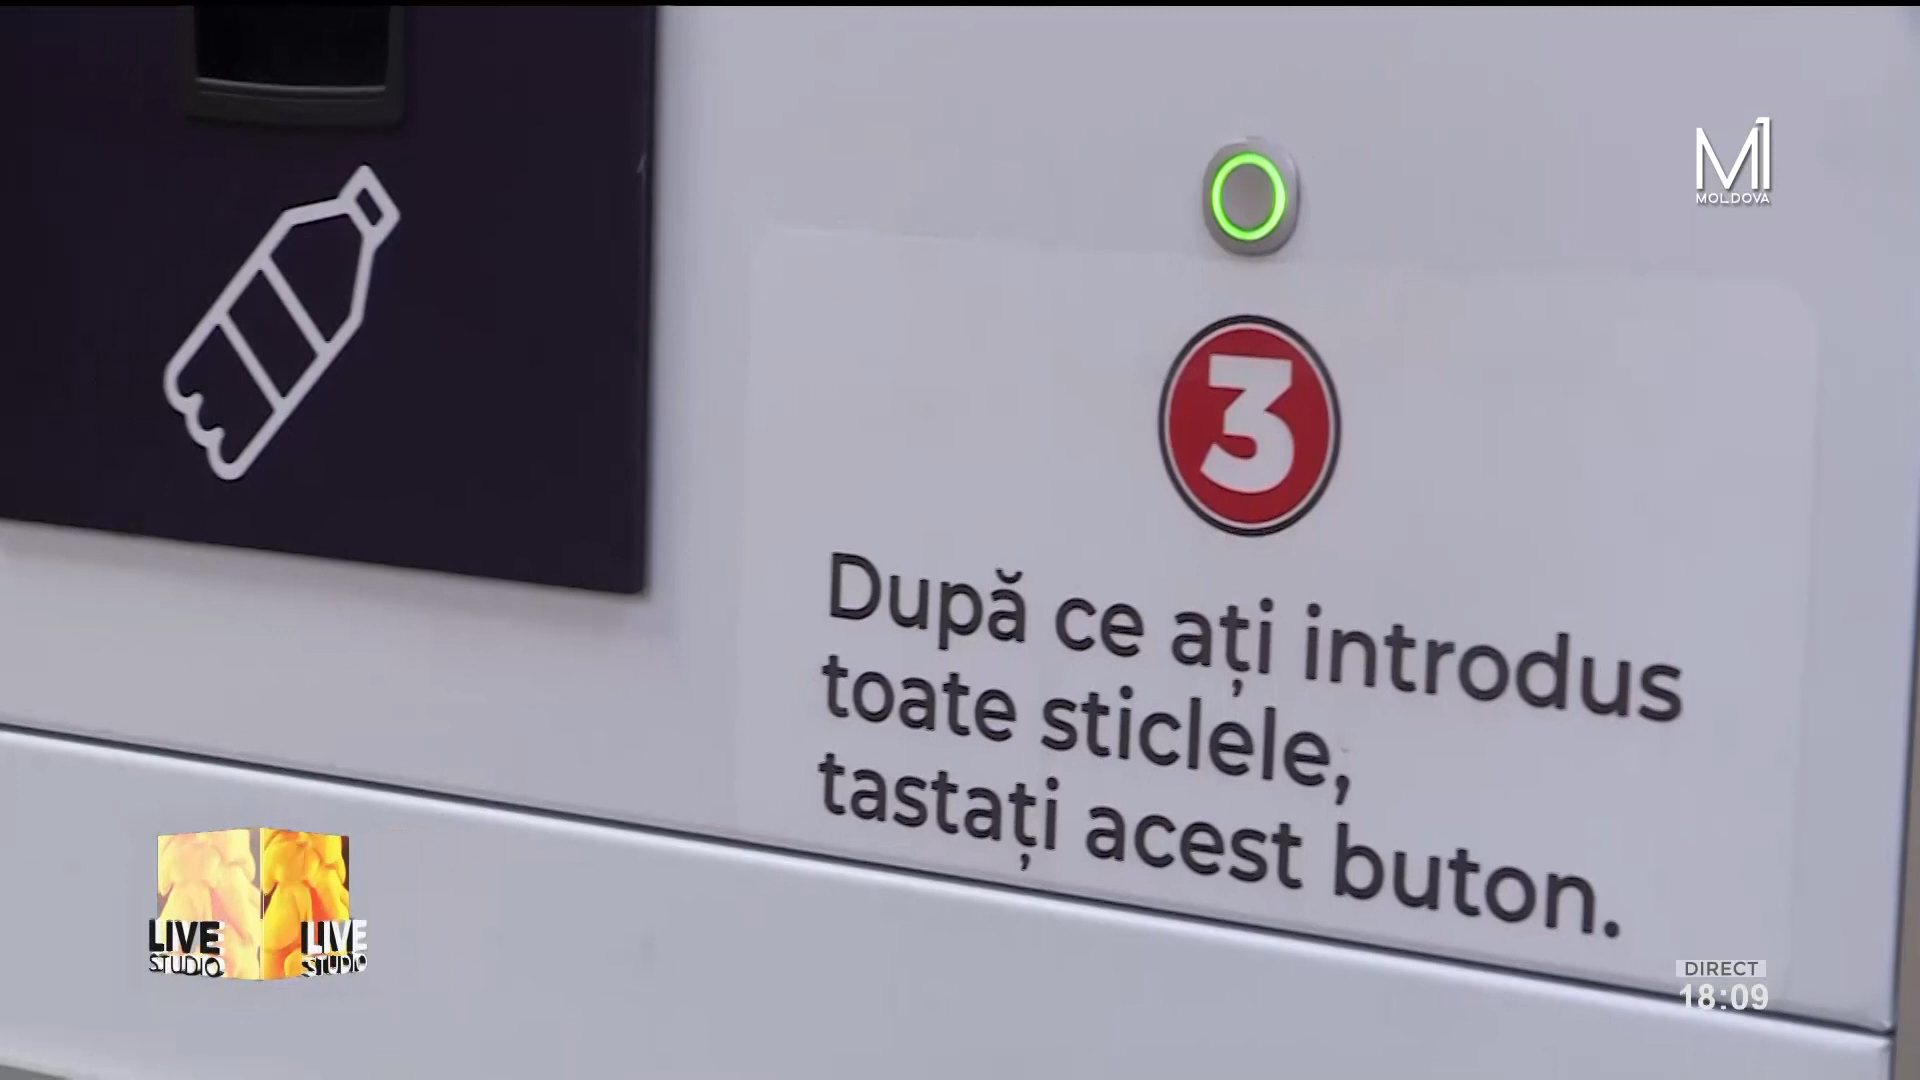 M1
MOLDOVA
3
După ce ați introdus
toate sticlele,
tastați acest buton.
LIVE
STUDIO
LIVE
STUDIO
DIRECT
18:09